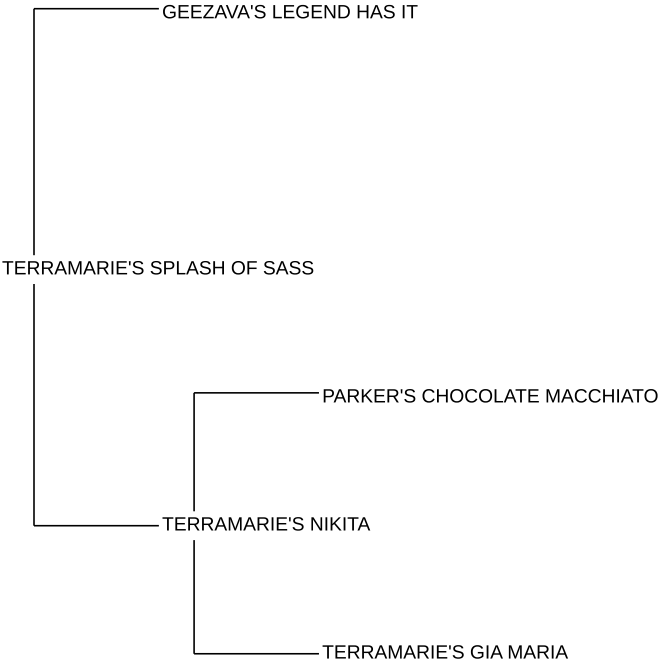 GEEZAVA'S LEGEND HAS IT
TERRAMARIE'S SPLASH OF SASS
PARKER'S CHOCOLATE MACCHIATO
TERRAMARIE'S NIKITA
TERRAMARIE'S GIA MARIA